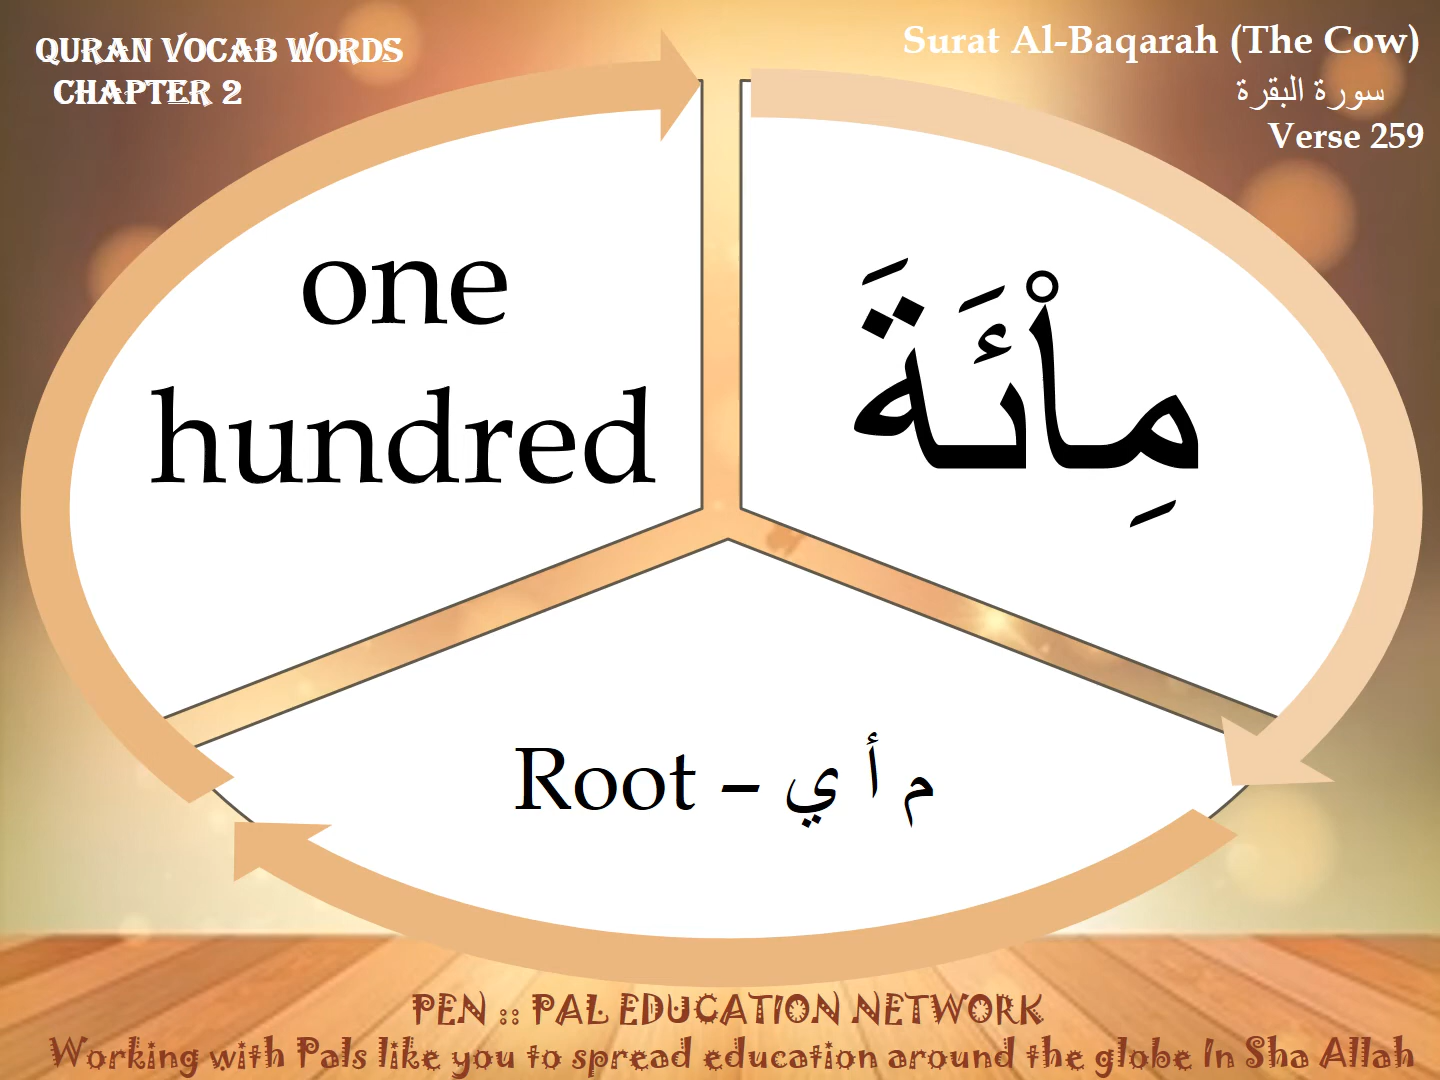 QURAN VOCAB WORDS
CHAPTER 2
Surat Al-Baqarah (The Cow)
سورة البقرة
Verse 259
one
hundred
مِاْئَةَ
Root – م أ ي
PEN :: PAL EDUCATION NETWORK
Working with Pals like you to spread education around the globe In Sha Allah